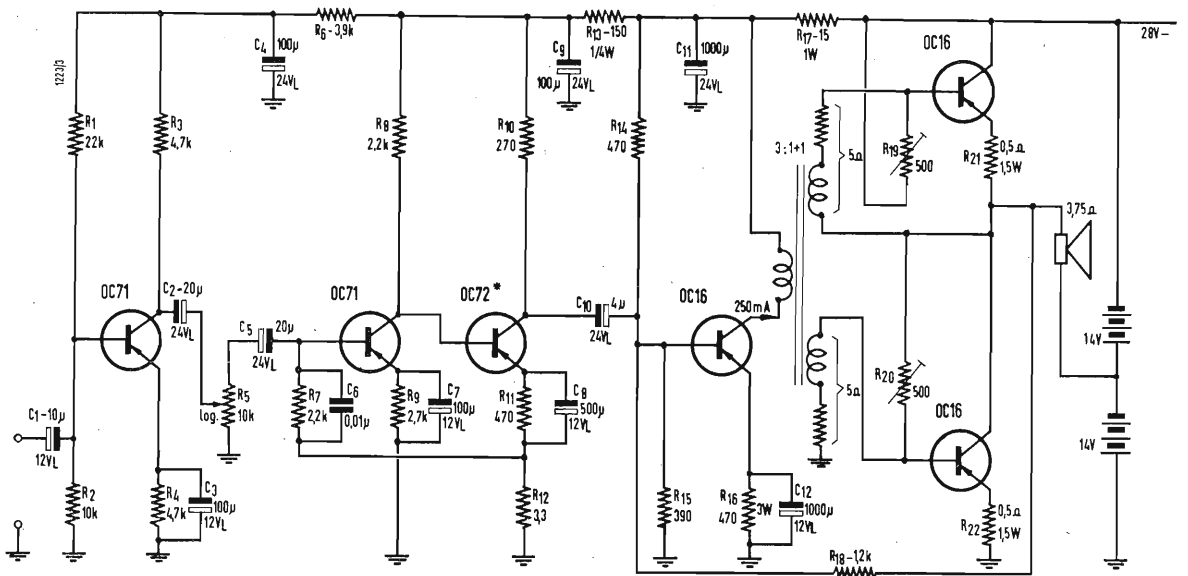 1223/3
C4
100µ
24VL
R6-3,9k
C9
100µ
24VL
R13-150
1/4W
C11
1000µ
24VL
R17-15
1W
OC16
28V-
R1
22k
R3
4,7k
R8
2,2k
R10
270
R14
470
3:1+1
5Ω
R19
500
R21
0,5Ω
1,5W
3,75Ω
OC71
C2-20µ
24VL
C5
20µ
24VL
OC71
OC72*
C10
4µ
24VL
OC16
250mA
14V
R5
10k
log.
R7
2,2k
C6
0,01µ
R9
2,7k
C7
100µ
12VL
R11
470
C8
500µ
12VL
5Ω
R20
500
OC16
14V
C1-10µ
12VL
R2
10k
R4
4,7k
C3
100µ
12VL
R12
3,3
R15
390
R16
470
3W
C12
1000µ
12VL
R22
0,5Ω
1,5W
R18-1,2k